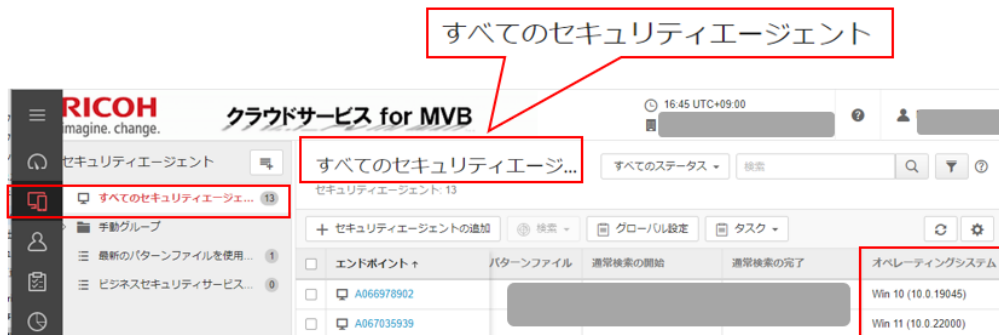 すべてのセキュリティエージェント
RICOH
imagine. change.
クラウドサービス for MVB
16:45 UTC+09:00
セキュリティエージェント
すべてのセキュリティエージ...
すべてのステータス
検索
セキュリティエージェント: 13
すべてのセキュリティエージェ... 13
手動グループ
+ セキュリティエージェントの追加 検索 グローバル設定 タスク
最新のパターンファイルを使用... 1
エンドポイント↑ パターンファイル 通常検索の開始 通常検索の完了 オペレーティングシステム
ビジネスセキュリティサービス... 0
A066978902 Win 10 (10.0.19045)
A067035939 Win 11 (10.0.22000)